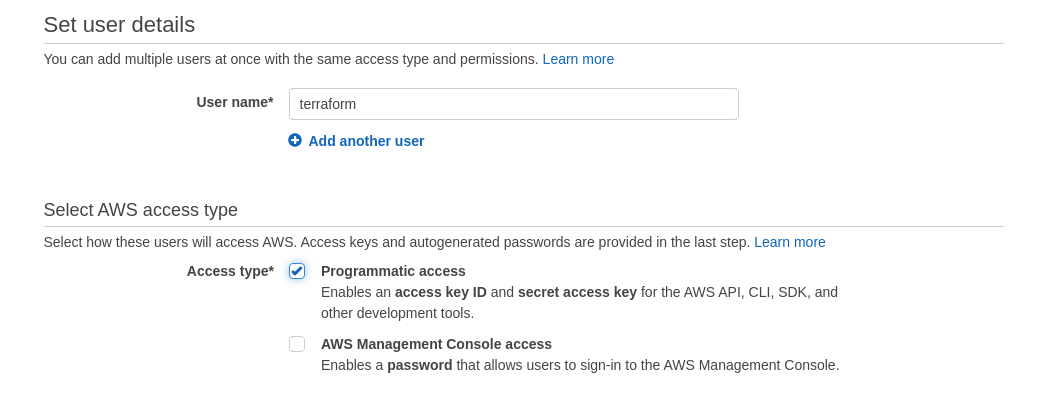 Set user details
You can add multiple users at once with the same access type and permissions. Learn more
User name* terraform
Add another user
Select AWS access type
Select how these users will access AWS. Access keys and autogenerated passwords are provided in the last step. Learn more
Access type* Programmatic access
Enables an access key ID and secret access key for the AWS API, CLI, SDK, and
other development tools.
AWS Management Console access
Enables a password that allows users to sign-in to the AWS Management Console.